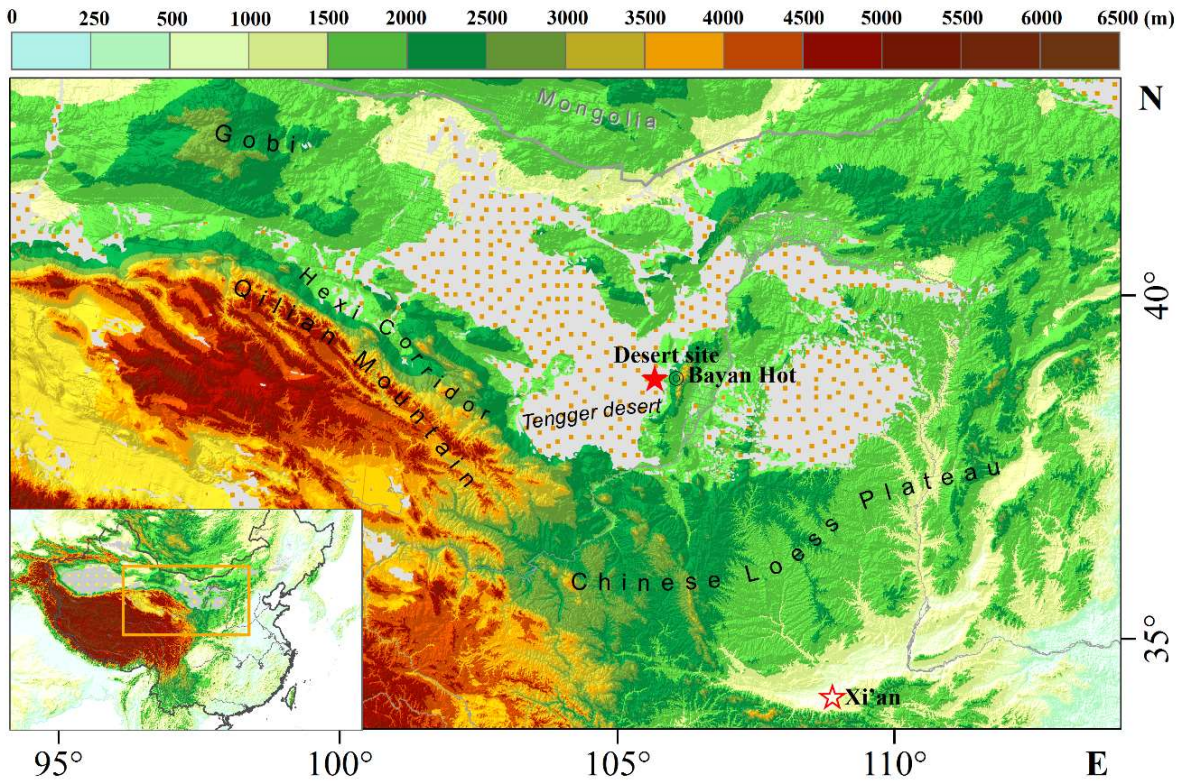 0 250 500 1000 1500 2000 2500 3000 3500 4000 4500 5000 5500 6000 6500 (m)
N
Mongolia
Gobi
40°
Hexi Corridor
Qilian Mountain
Desert site
Bayan Hot
Tengger desert
Chinese Loess Plateau
35°
Xi'an
95° 100° 105° 110° E